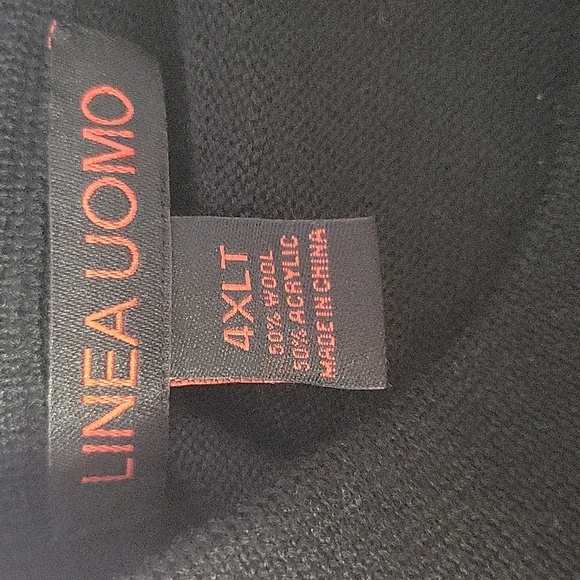 LINEA UOMO
4XLT
50% WOOL
50% ACRYLIC
MADE IN CHINA